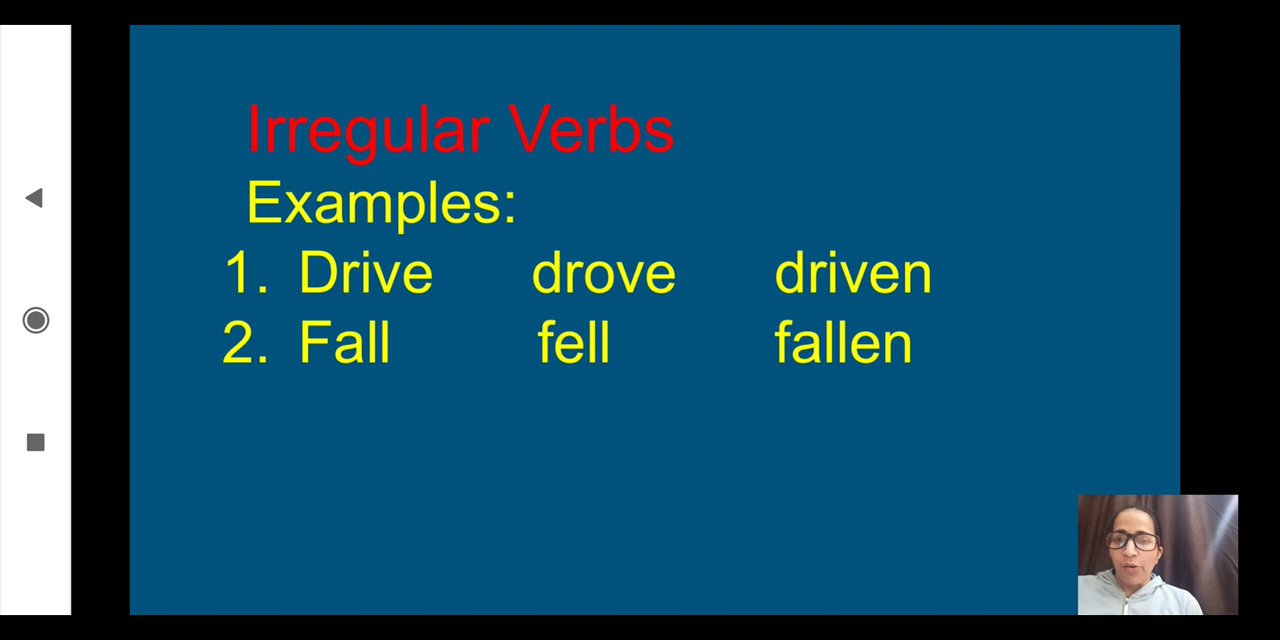 Irregular Verbs
Examples:
1. Drive drove driven
2. Fall fell fallen